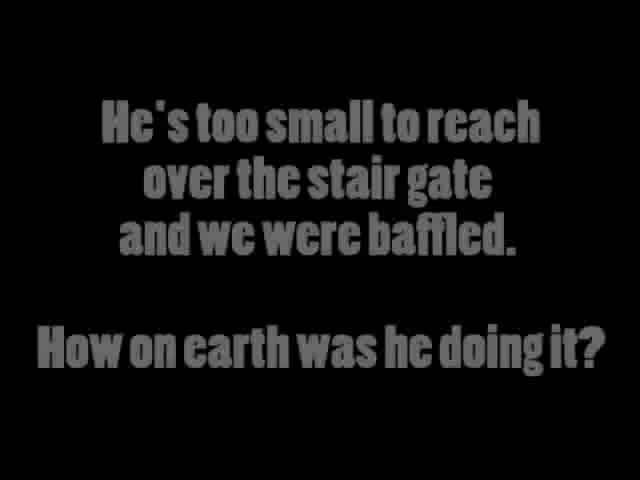 He's too small to reach
over the stair gate
and we were baffled.
How on earth was he doing it?